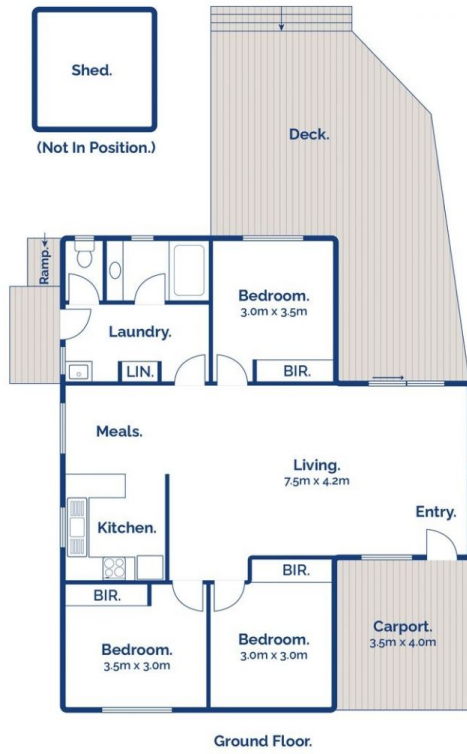 Shed.
(Not In Position.)
Deck.
Ramp.
Bedroom.
3.0m x 3.5m
Laundry.
LIN.
BIR.
Meals.
Living.
7.5m x 4.2m
Entry.
Kitchen.
BIR.
BIR.
Bedroom.
3.5m x 3.0m
Bedroom.
3.0m x 3.0m
Carport.
3.5m x 4.0m
Ground Floor.